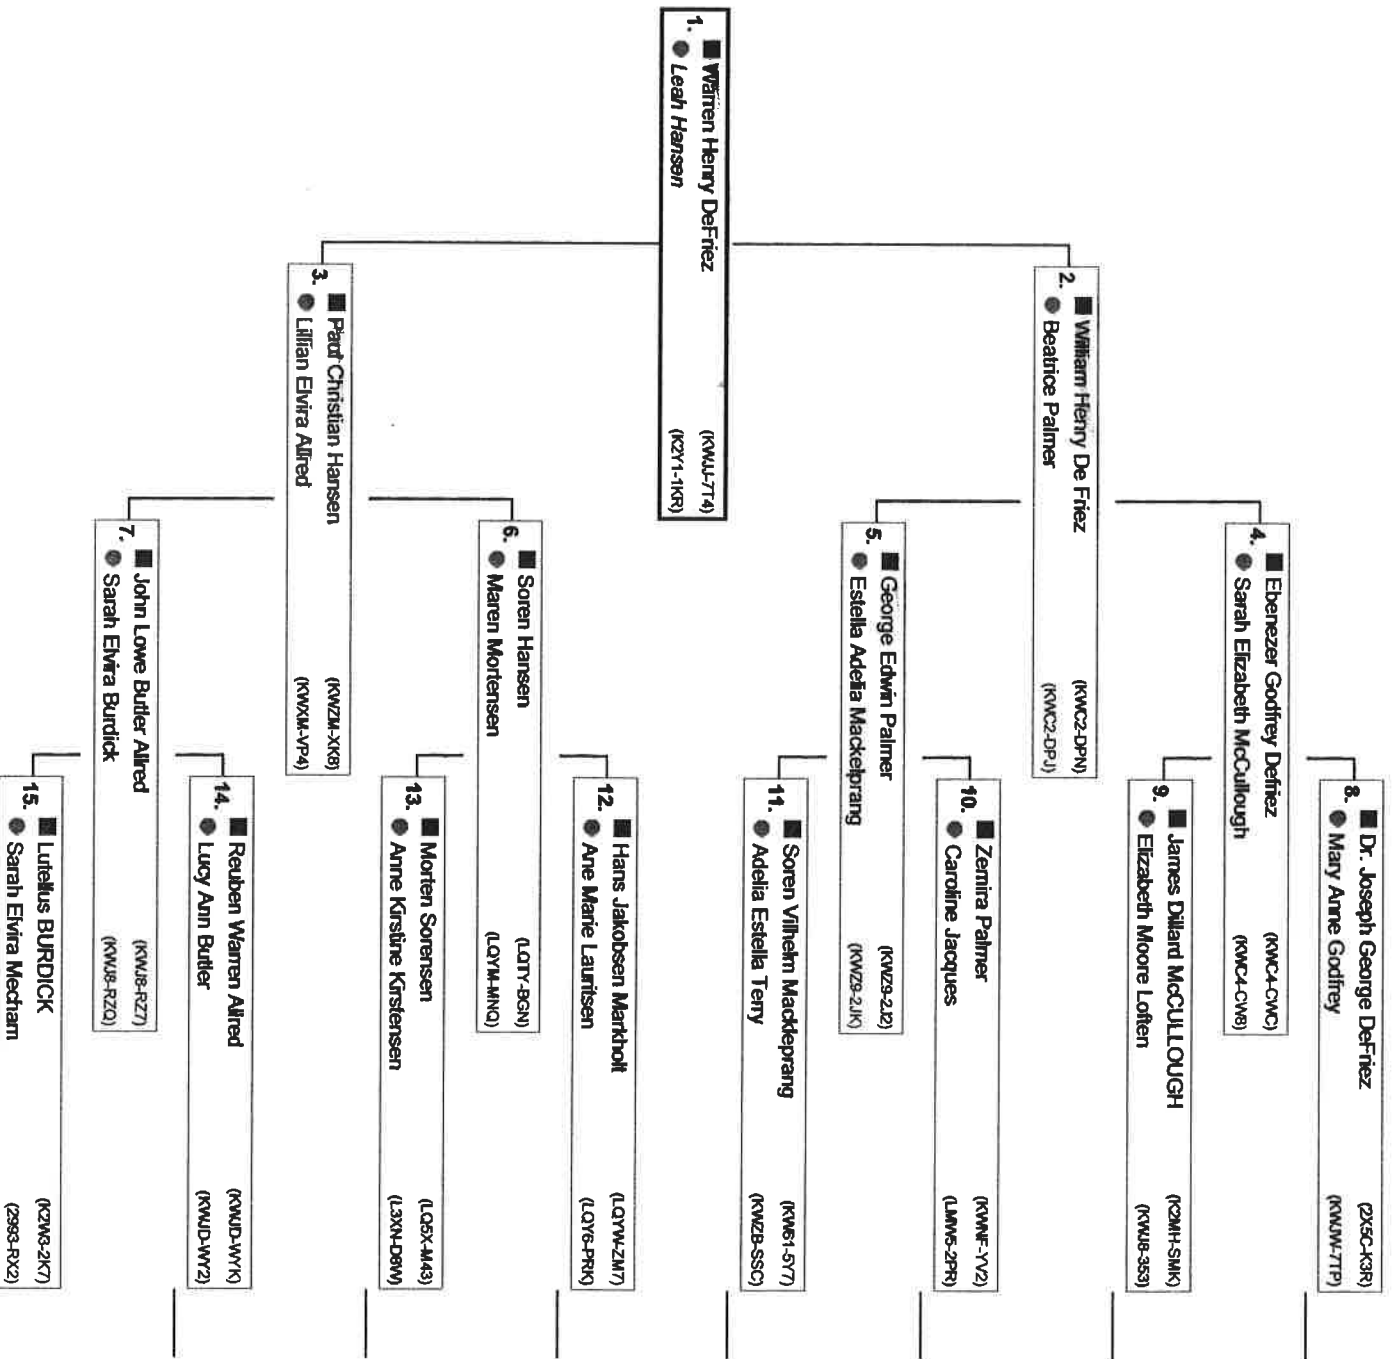 1.
Warren Henry DeFriez (KWJJ-7T4)
Leah Hansen (K2Y1-1KR)
2.
William Henry De Friez (KWC2-DPN)
Beatrice Palmer (KWC2-DPJ)
3.
Paul Christian Hansen (KWZM-XK8)
Lillian Elvira Allred (KWXM-VP4)
4.
Ebenezer Godfrey Defriez (KWC4-CWC)
Sarah Elizabeth McCullough (KWC4-CW8)
5.
George Edwin Palmer (KWZ9-2J2)
Estella Adelia Mackelprang (KWZ9-2JK)
6.
Soren Hansen (LQTY-BGN)
Maren Mortensen (LQYM-MNQ)
7.
John Lowe Butler Allred (KWJ8-RZ7)
Sarah Elvira Burdick (KWJ8-RZQ)
8.
Dr. Joseph George DeFriez (2X5C-K3R)
Mary Anne Godfrey (KWJW-7TP)
9.
James Dillard McCULLOUGH (K2MH-SMK)
Elizabeth Moore Loften (KWJ8-353)
10.
Zemira Palmer (KWNF-YV2)
Caroline Jacques (LMW5-2PR)
11.
Soren Vilhelm Mackleprang (KW61-5Y7)
Adelia Estella Terry (KWZB-SSC)
12.
Hans Jakobsen Markholt (LQYW-ZM7)
Ane Marie Lauritsen (LQY6-PRK)
13.
Morten Sorensen (LQ5X-M43)
Anne Kirstine Kirstensen (L3XN-D8W)
14.
Reuben Warren Allred (KWJD-WYK)
Lucy Ann Butler (KWJD-WY2)
15.
Lutellus BURDICK (K2W3-2K7)
Sarah Elvira Mecham (2993-RX2)